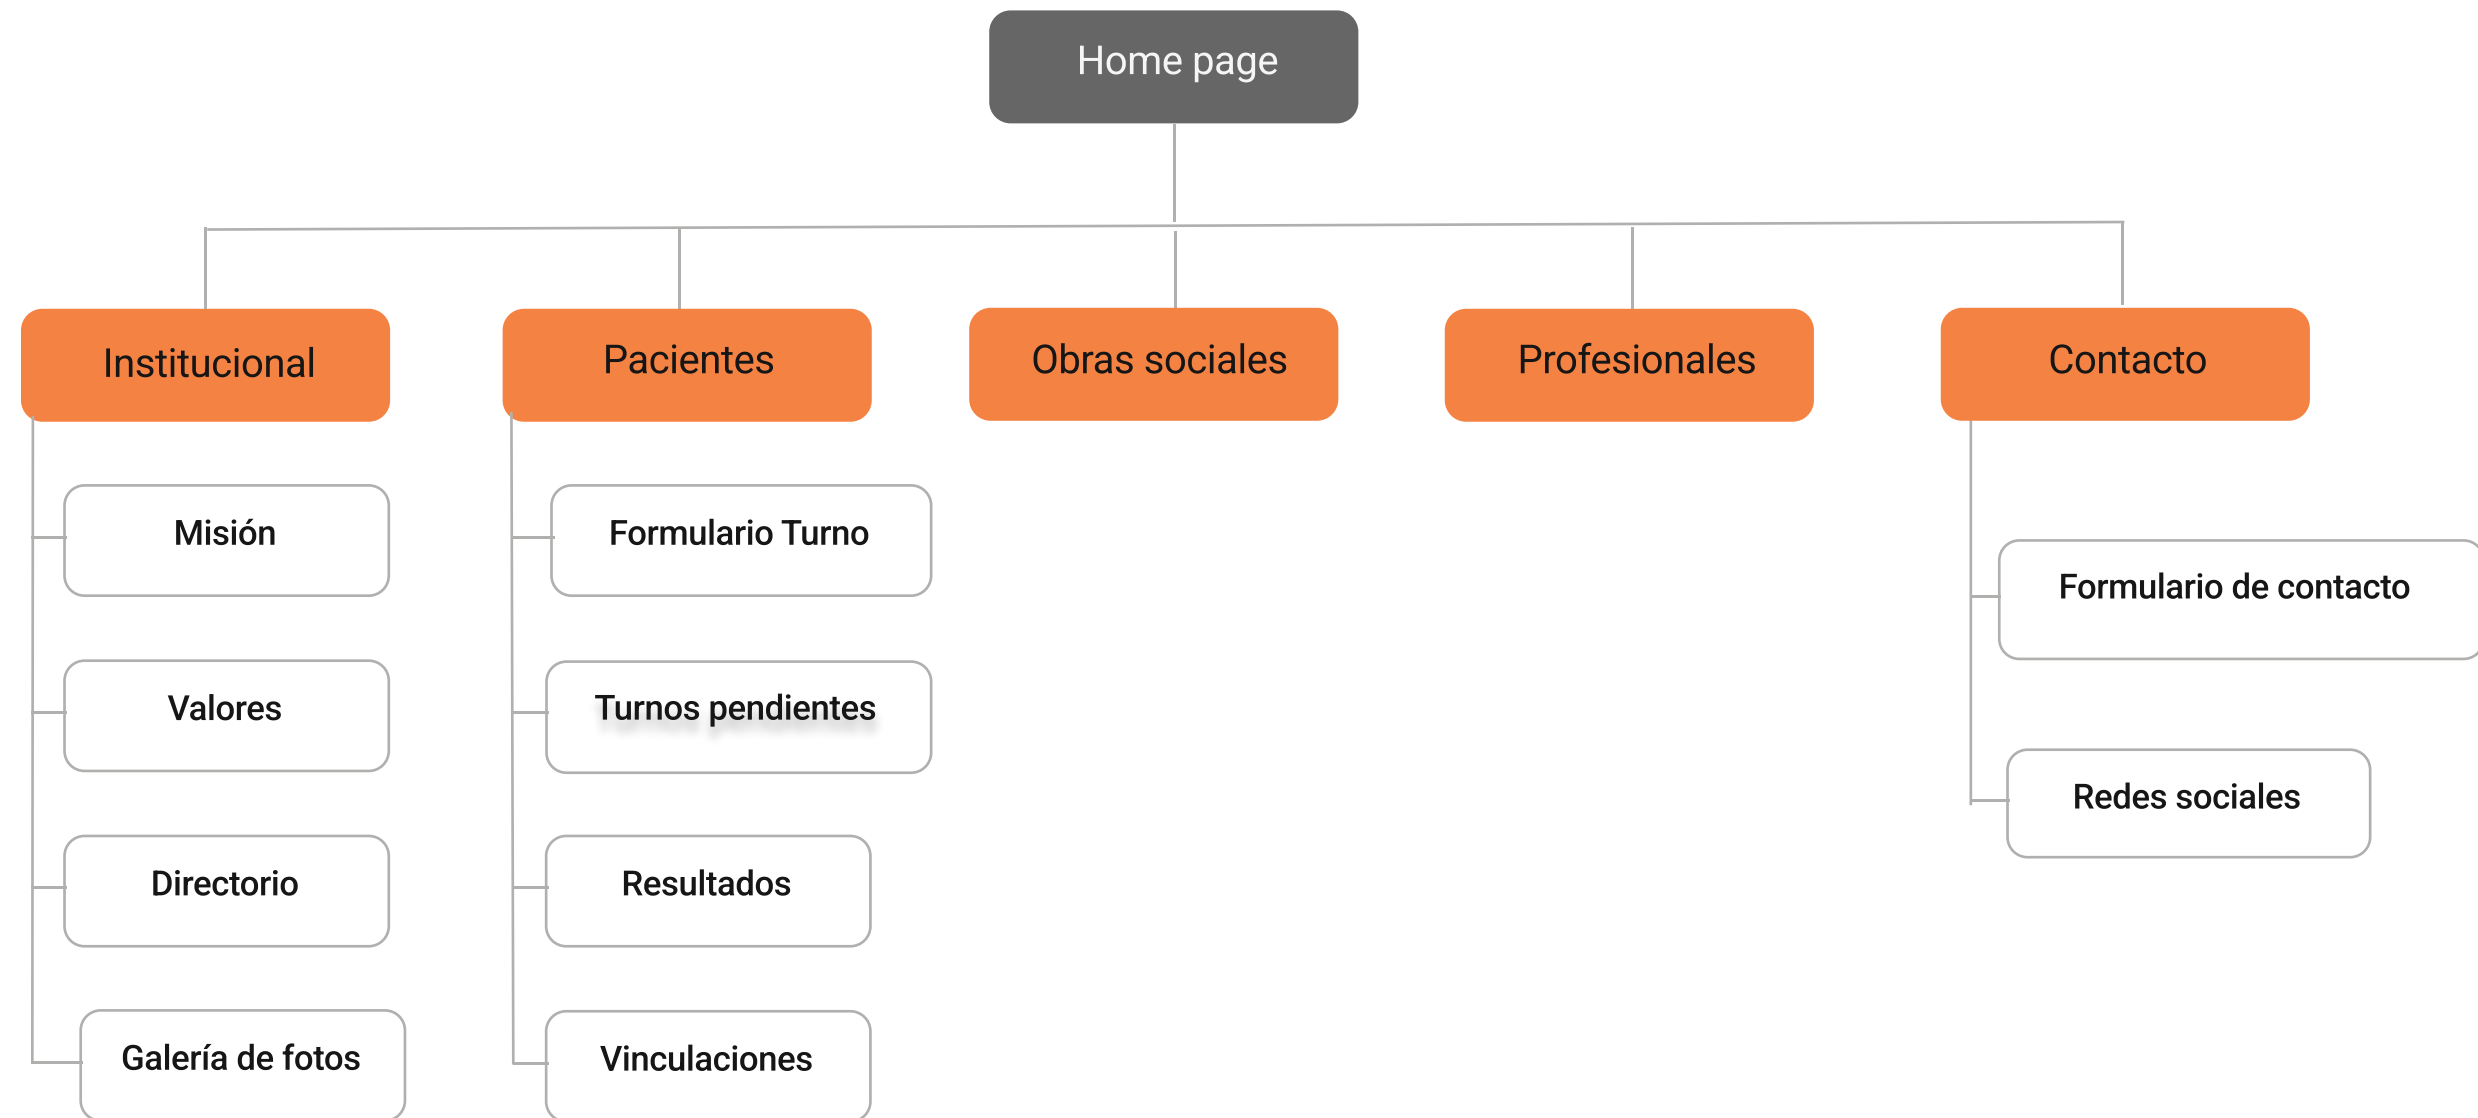 Home page
Institucional
Pacientes
Obras sociales
Profesionales
Contacto
Misión
Valores
Directorio
Galería de fotos
Formulario Turno
Turnos pendientes
Resultados
Vinculaciones
Formulario de contacto
Redes sociales